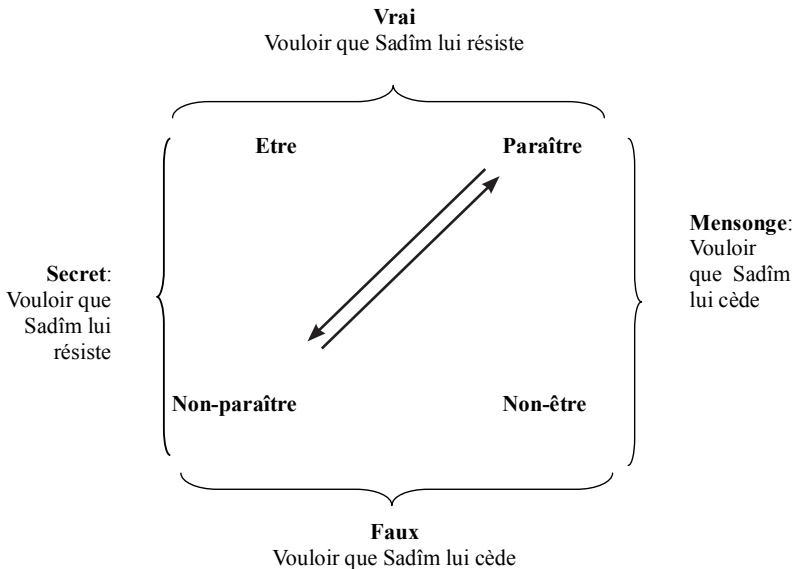 Vrai
Vouloir que Sadîm lui résiste
Etre
Paraître
Mensonge:
Vouloir
que Sadîm
lui cède
Secret:
Vouloir que
Sadîm lui
résiste
Non-paraître
Non-être
Faux
Vouloir que Sadîm lui cède